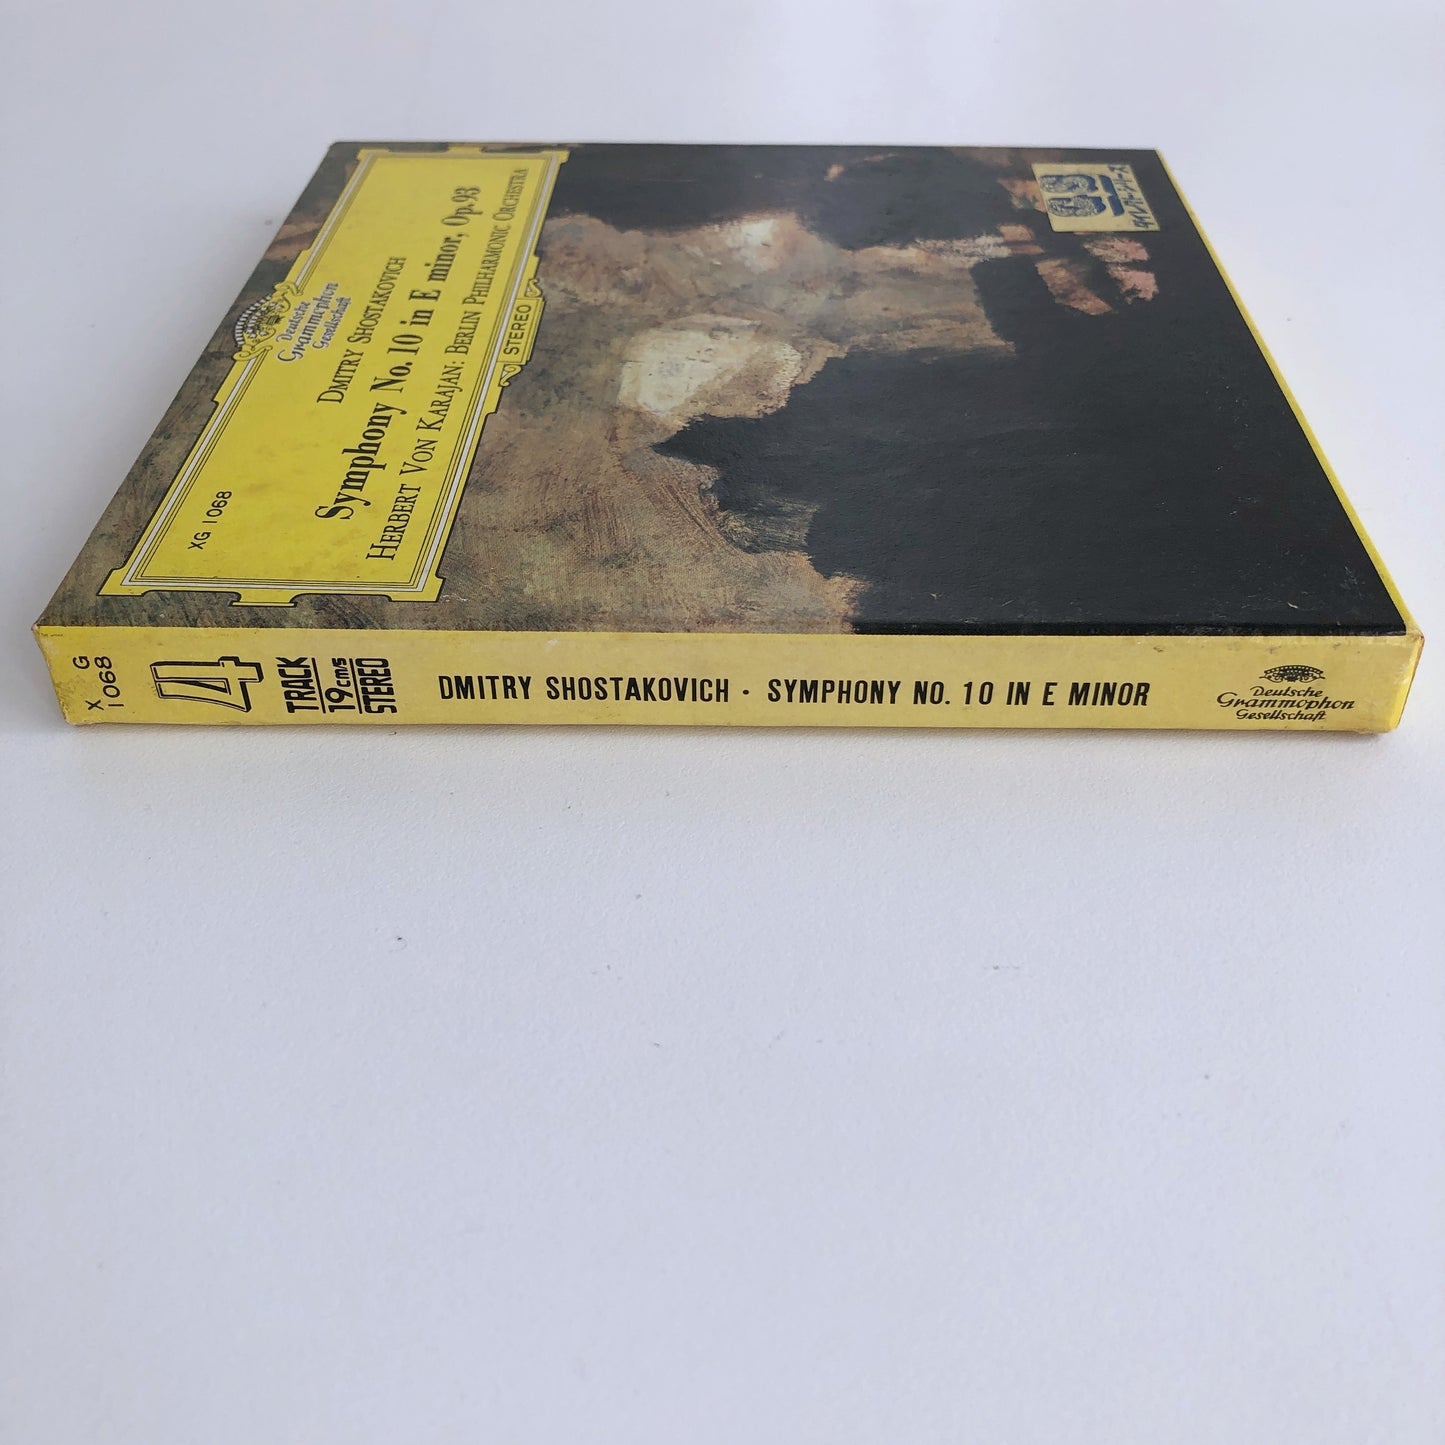 Deutsche
Grammophon
Gesellschaft
DMITRY SHOSTAKOVICH
Symphony No. 10 in E minor, Op. 93
HERBERT VON KARAJAN: BERLIN PHILHARMONIC ORCHESTRA
STEREO
XG 1068
XG
1068
4
TRACK
19cm/s
STEREO
DMITRY SHOSTAKOVICH · SYMPHONY NO. 10 IN E MINOR
Deutsche
Grammophon
Gesellschaft